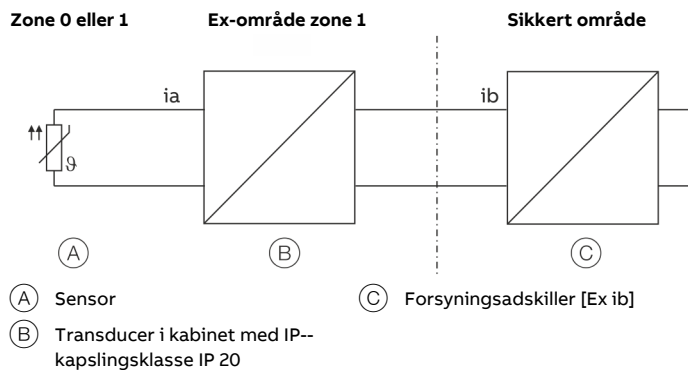 Zone 0 eller 1 Ex-område zone 1 Sikkert område
ia ib
ϑ
A B C
A Sensor
B Transducer i kabinet med IP--
kapslingsklasse IP 20
C Forsyningsadskiller [Ex ib]